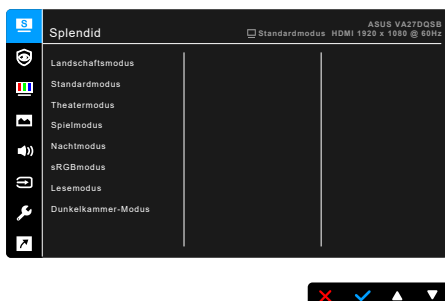 S
Splendid
ASUS VA27DQSB
Standardmodus HDMI 1920 x 1080 @ 60Hz
Landschaftsmodus
Standardmodus
Theatermodus
Spielmodus
Nachtmodus
sRGBmodus
Lesemodus
Dunkelkammer-Modus